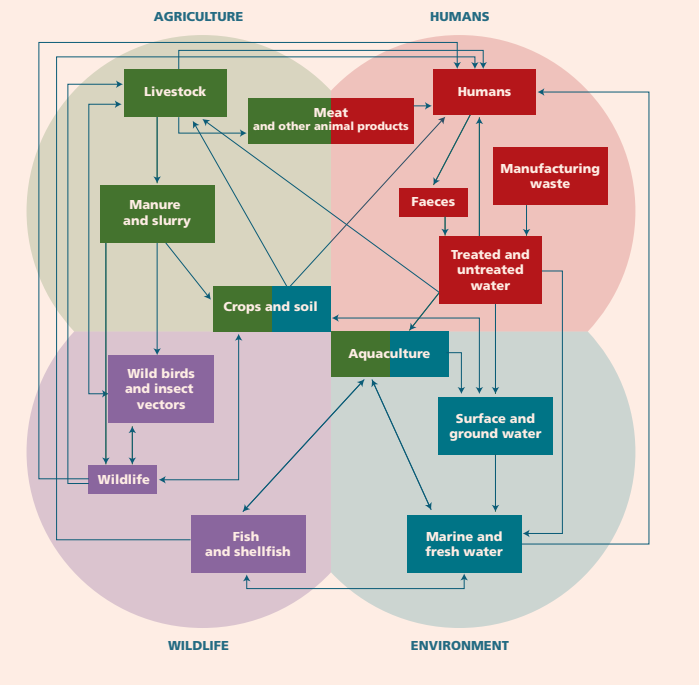 AGRICULTURE
HUMANS
Livestock
Humans
Meat
and other animal products
Manufacturing
waste
Manure
and slurry
Faeces
Treated and
untreated
water
Crops and soil
Aquaculture
Wild birds
and insect
vectors
Surface and
ground water
Wildlife
Fish
and shellfish
Marine and
fresh water
WILDLIFE
ENVIRONMENT